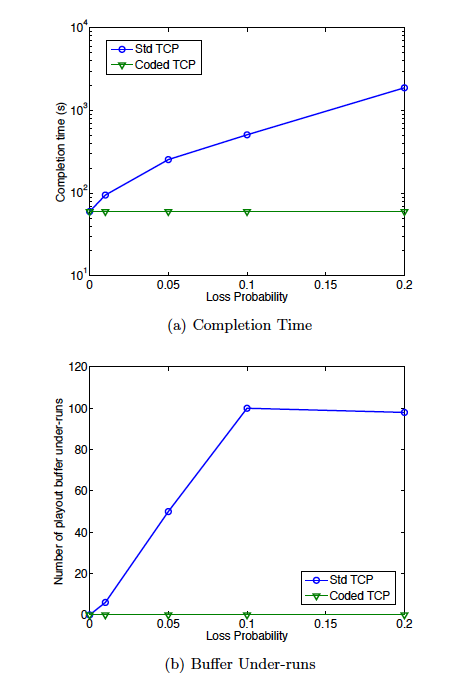 10^4
Std TCP
Coded TCP
10^3
Completion time (s)
10^2
10^1
0 0.05 0.1 0.15 0.2
Loss Probability
(a) Completion Time
120
100
80
60
40
20
0
Number of playout buffer under-runs
Std TCP
Coded TCP
0 0.05 0.1 0.15 0.2
Loss Probability
(b) Buffer Under-runs